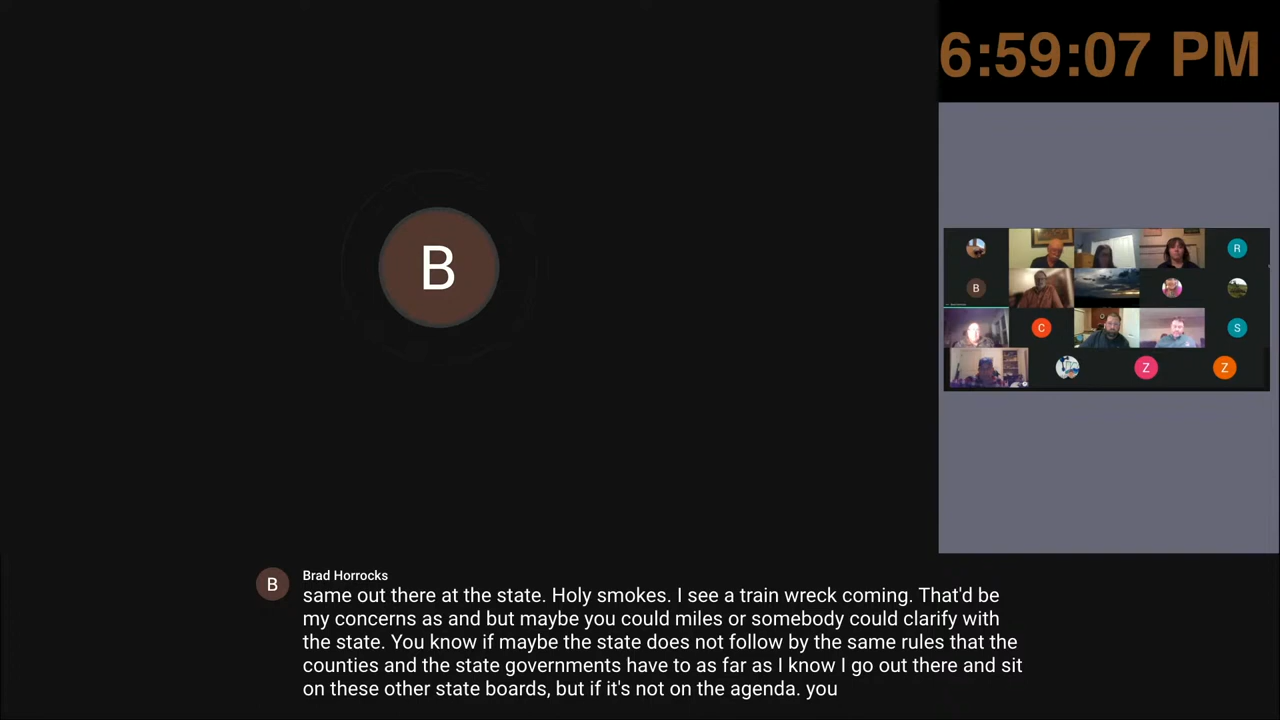 6:59:07 PM
B
R
B
C
S
Z
Z
B
Brad Horrocks
same out there at the state. Holy smokes. I see a train wreck coming. That'd be
my concerns as and but maybe you could miles or somebody could clarify with
the state. You know if maybe the state does not follow by the same rules that the
counties and the state governments have to as far as I know I go out there and sit
on these other state boards, but if it's not on the agenda. you